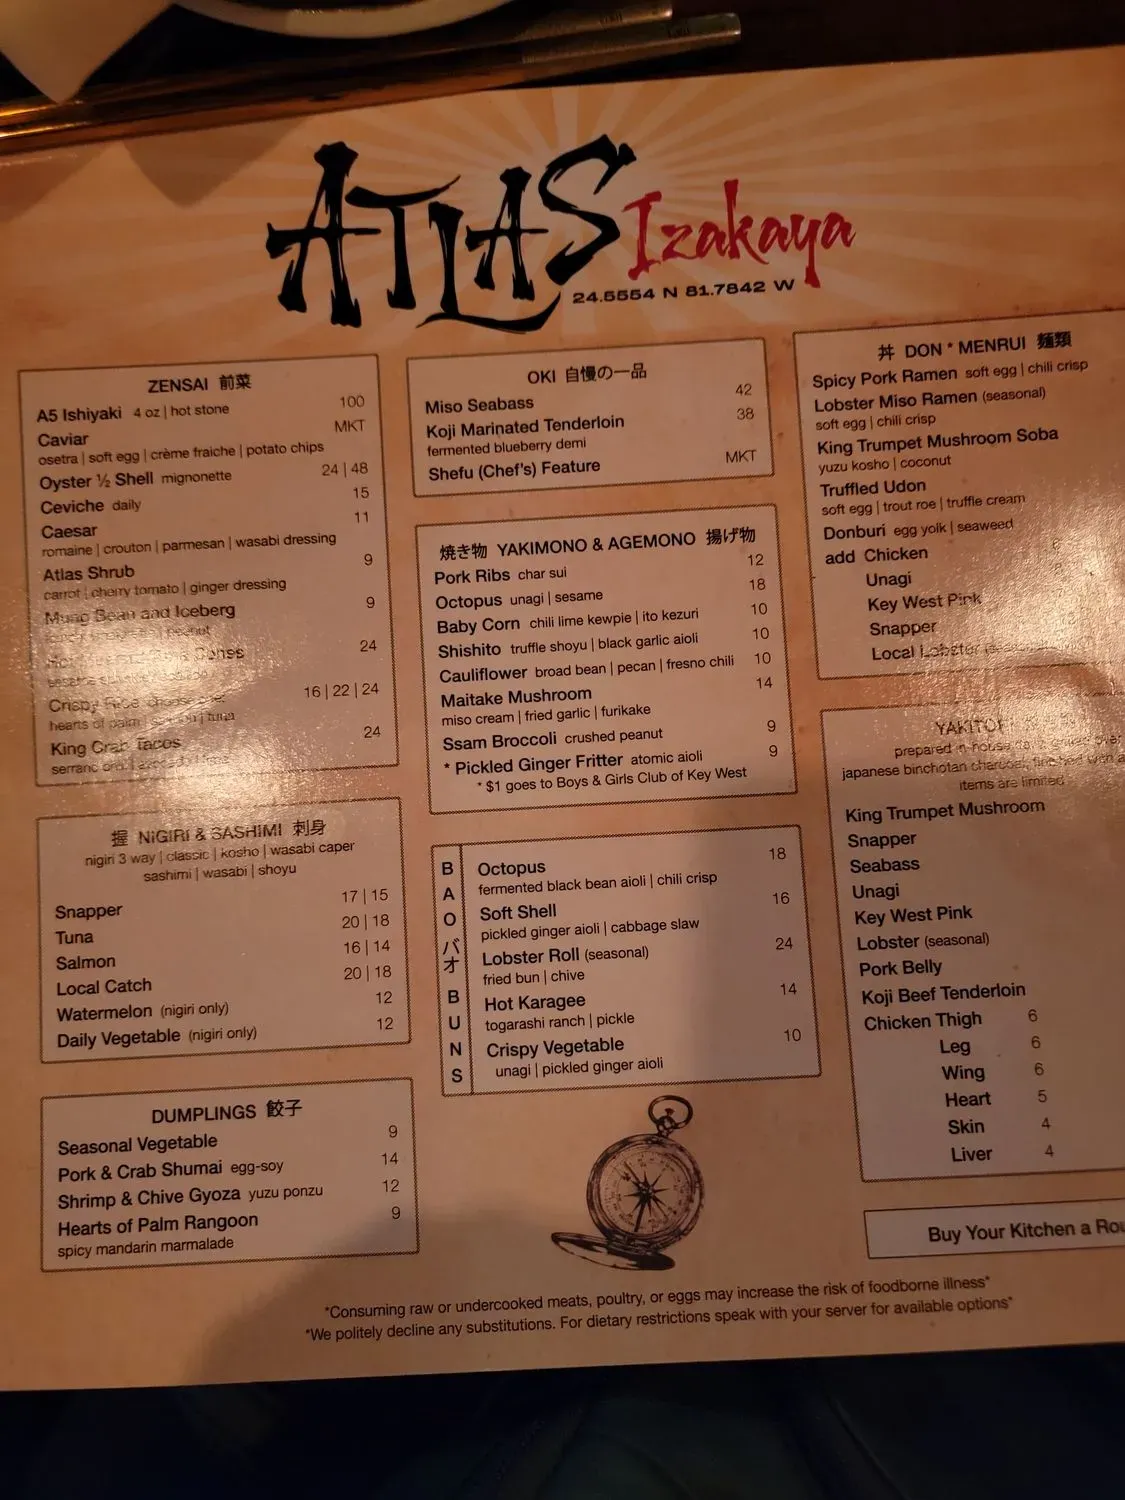 ATLAS Izakaya
24.5554 N 81.7842 W
ZENSAI 前菜
A5 Ishiyaki 4 oz | hot stone 100
Caviar MKT
osetra | soft egg | crème fraiche | potato chips
Oyster ½ Shell mignonette 24 | 48
Ceviche daily 15
Caesar 11
romaine | crouton | parmesan | wasabi dressing
Atlas Shrub 9
carrot | cherry tomato | ginger dressing
Mung Bean and Iceberg 9
peanut
24
Crispy Rice 16 | 22 | 24
hearts of palm | tuna
King Crab Tacos 24
握 NIGIRI & SASHIMI 刺身
nigiri 3 way | classic | kosho | wasabi caper
sashimi | wasabi | shoyu
Snapper 17 | 15
Tuna 20 | 18
Salmon 16 | 14
Local Catch 20 | 18
Watermelon (nigiri only) 12
Daily Vegetable (nigiri only) 12
DUMPLINGS 餃子
Seasonal Vegetable 9
Pork & Crab Shumai egg-soy 14
Shrimp & Chive Gyoza yuzu ponzu 12
Hearts of Palm Rangoon 9
spicy mandarin marmalade
OKI 自慢の一品
Miso Seabass 42
Koji Marinated Tenderloin 38
fermented blueberry demi
Shefu (Chef's) Feature MKT
焼き物 YAKIMONO & AGEMONO 揚げ物
Pork Ribs char sui 12
Octopus unagi | sesame 18
Baby Corn chili lime kewpie | ito kezuri 10
Shishito truffle shoyu | black garlic aioli 10
Cauliflower broad bean | pecan | fresno chili 10
Maitake Mushroom 14
miso cream | fried garlic | furikake
Ssam Broccoli crushed peanut 9
* Pickled Ginger Fritter atomic aioli 9
* $1 goes to Boys & Girls Club of Key West
BAO バオ BUNS
Octopus 18
fermented black bean aioli | chili crisp
Soft Shell 16
pickled ginger aioli | cabbage slaw
Lobster Roll (seasonal) 24
fried bun | chive
Hot Karagee 14
togarashi ranch | pickle
Crispy Vegetable 10
unagi | pickled ginger aioli
丼 DON * MENRUI 麺類
Spicy Pork Ramen soft egg | chili crisp
Lobster Miso Ramen (seasonal)
soft egg | chili crisp
King Trumpet Mushroom Soba
yuzu kosho | coconut
Truffled Udon
soft egg | trout roe | truffle cream
Donburi egg yolk | seaweed
add Chicken 6
Unagi
Key West Pink
Snapper
Local Lobster
prepared in house
japanese binchotan charcoal,
items are limited
King Trumpet Mushroom
Snapper
Seabass
Unagi
Key West Pink
Lobster (seasonal)
Pork Belly
Koji Beef Tenderloin
Chicken Thigh 6
Leg 6
Wing 6
Heart 5
Skin 4
Liver 4
Buy Your Kitchen a
*Consuming raw or undercooked meats, poultry, or eggs may increase the risk of foodborne illness*
*We politely decline any substitutions. For dietary restrictions speak with your server for available options*